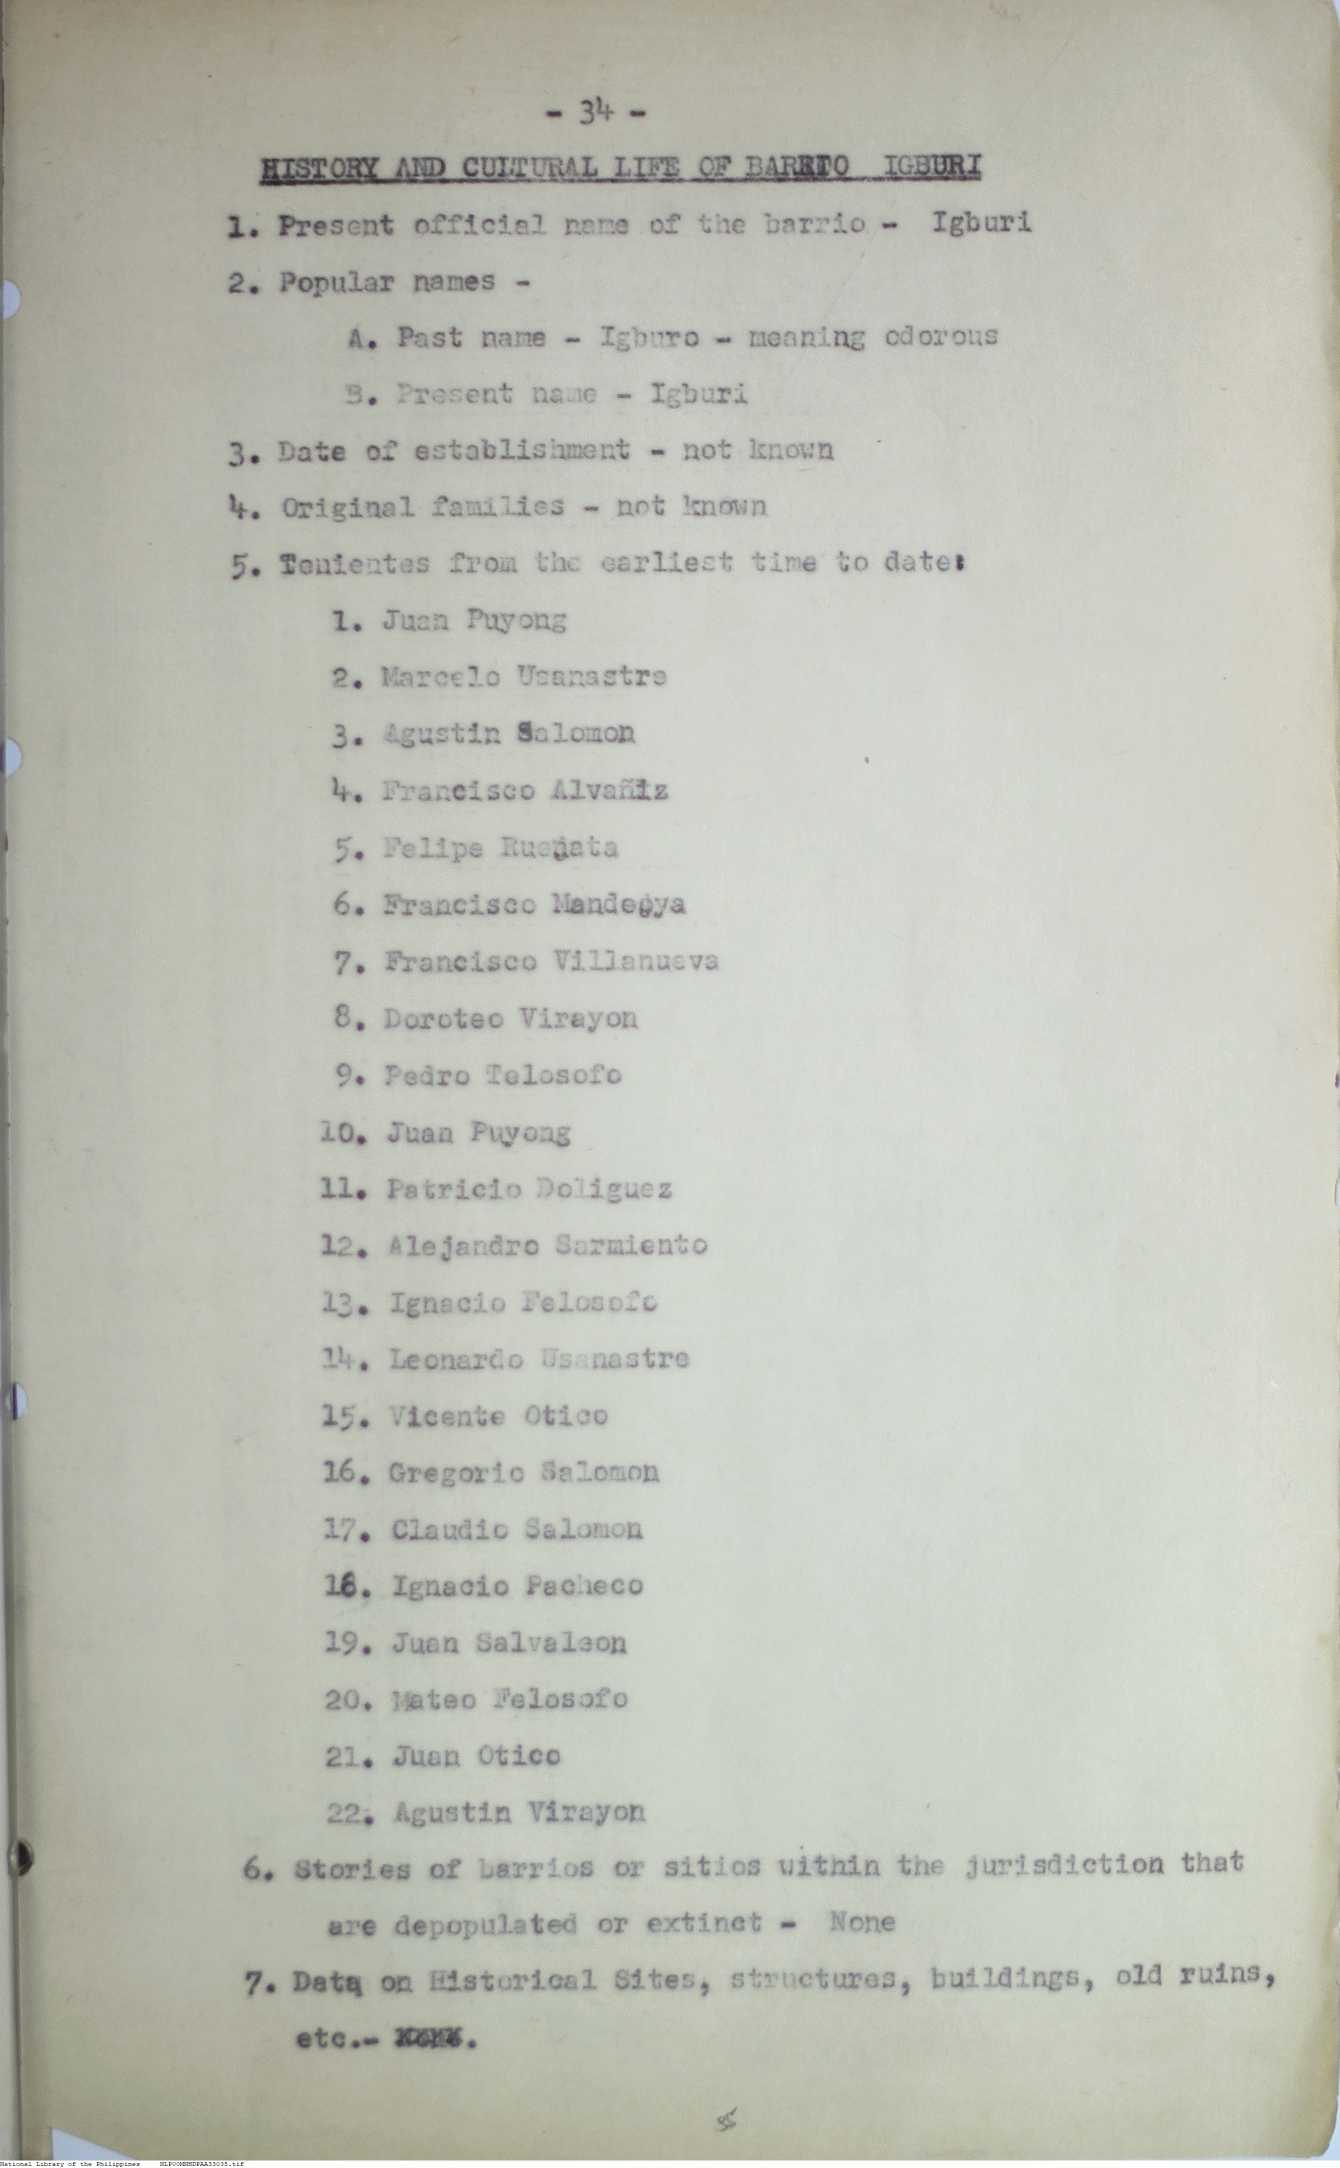 - 34 -
HISTORY AND CULTURAL LIFE OF BARRIO IGBURI
1. Present official name of the barrio - Igburi
2. Popular names -
A. Past name - Igburo - meaning odorous
B. Present name - Igburi
3. Date of establishment - not known
4. Original families - not known
5. Tenientes from the earliest time to date:
1. Juan Puyong
2. Marcelo Usanastre
3. Agustin Salomon
4. Francisco Alvañiz
5. Felipe
6. Francisco
7. Francisco Villanueva
8. Doroteo Virayon
9. Pedro Telosofo
10. Juan Puyong
11. Patricio Doliguez
12. Alejandro Sarmiento
13. Ignacio Felosofo
14. Leonardo Usanastre
15. Vicente Otico
16. Gregorio Salomon
17. Claudio Salomon
18. Ignacio Pacheco
19. Juan Salvaleon
20. Mateo Felosofo
21. Juan Otico
22. Agustin Virayon
6. Stories of barrios or sitios within the jurisdiction that
are depopulated or extinct - None
7. Data on Historical Sites, structures, buildings, old ruins,
etc.-
National Library of the Philippines